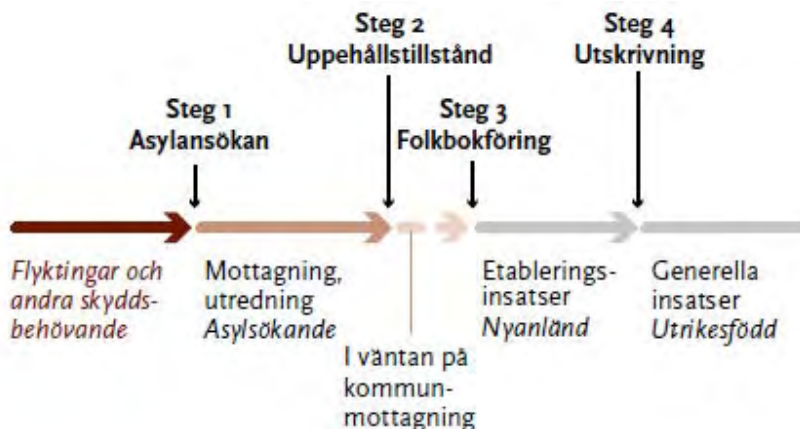 Steg 2
Uppehållstillstånd
Steg 4
Utskrivning
Steg 1
Asylansökan
Steg 3
Folkbokföring
Flyktingar och
andra skydds-
behövande
Mottagning,
utredning
Asylsökande
I väntan på
kommun-
mottagning
Etablerings-
insatser
Nyanländ
Generella
insatser
Utrikesfödd